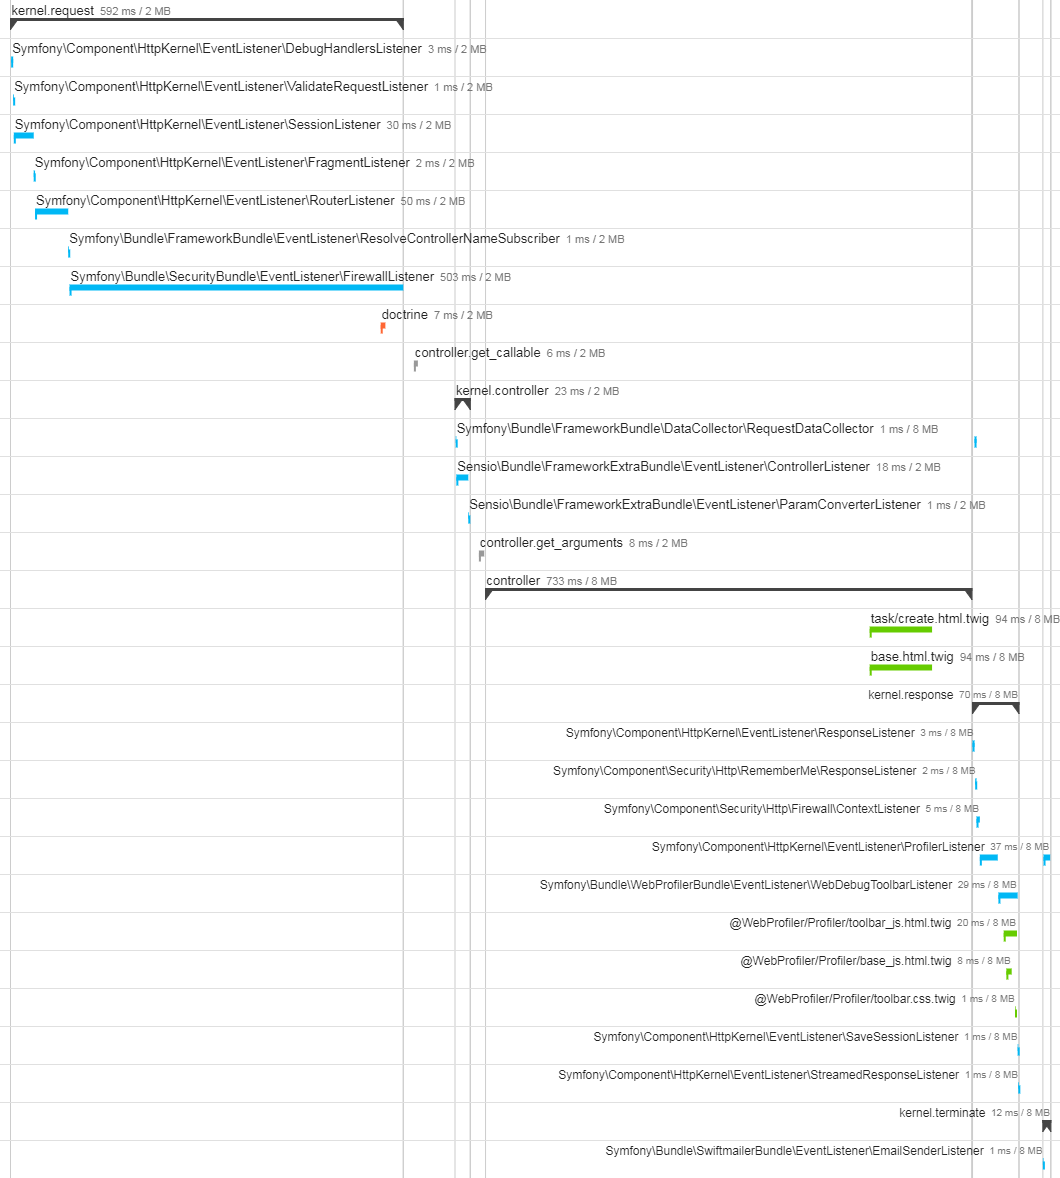 kernel.request 592 ms / 2 MB
Symfony\Component\HttpKernel\EventListener\DebugHandlersListener 3 ms / 2 MB
Symfony\Component\HttpKernel\EventListener\ValidateRequestListener 1 ms / 2 MB
Symfony\Component\HttpKernel\EventListener\SessionListener 30 ms / 2 MB
Symfony\Component\HttpKernel\EventListener\FragmentListener 2 ms / 2 MB
Symfony\Component\HttpKernel\EventListener\RouterListener 50 ms / 2 MB
Symfony\Bundle\FrameworkBundle\EventListener\ResolveControllerNameSubscriber 1 ms / 2 MB
Symfony\Bundle\SecurityBundle\EventListener\FirewallListener 503 ms / 2 MB
doctrine 7 ms / 2 MB
controller.get_callable 6 ms / 2 MB
kernel.controller 23 ms / 2 MB
Symfony\Bundle\FrameworkBundle\DataCollector\RequestDataCollector 1 ms / 8 MB
Sensio\Bundle\FrameworkExtraBundle\EventListener\ControllerListener 18 ms / 2 MB
Sensio\Bundle\FrameworkExtraBundle\EventListener\ParamConverterListener 1 ms / 2 MB
controller.get_arguments 8 ms / 2 MB
controller 733 ms / 8 MB
task/create.html.twig 94 ms / 8 MB
base.html.twig 94 ms / 8 MB
kernel.response 70 ms / 8 MB
Symfony\Component\HttpKernel\EventListener\ResponseListener 3 ms / 8 MB
Symfony\Component\Security\Http\RememberMe\ResponseListener 2 ms / 8 MB
Symfony\Component\Security\Http\Firewall\ContextListener 5 ms / 8 MB
Symfony\Component\HttpKernel\EventListener\ProfilerListener 37 ms / 8 MB
Symfony\Bundle\WebProfilerBundle\EventListener\WebDebugToolbarListener 29 ms / 8 MB
@WebProfiler/Profiler/toolbar_js.html.twig 20 ms / 8 MB
@WebProfiler/Profiler/base_js.html.twig 8 ms / 8 MB
@WebProfiler/Profiler/toolbar.css.twig 1 ms / 8 MB
Symfony\Component\HttpKernel\EventListener\SaveSessionListener 1 ms / 8 MB
Symfony\Component\HttpKernel\EventListener\StreamedResponseListener 1 ms / 8 MB
kernel.terminate 12 ms / 8 MB
Symfony\Bundle\SwiftmailerBundle\EventListener\EmailSenderListener 1 ms / 8 MB